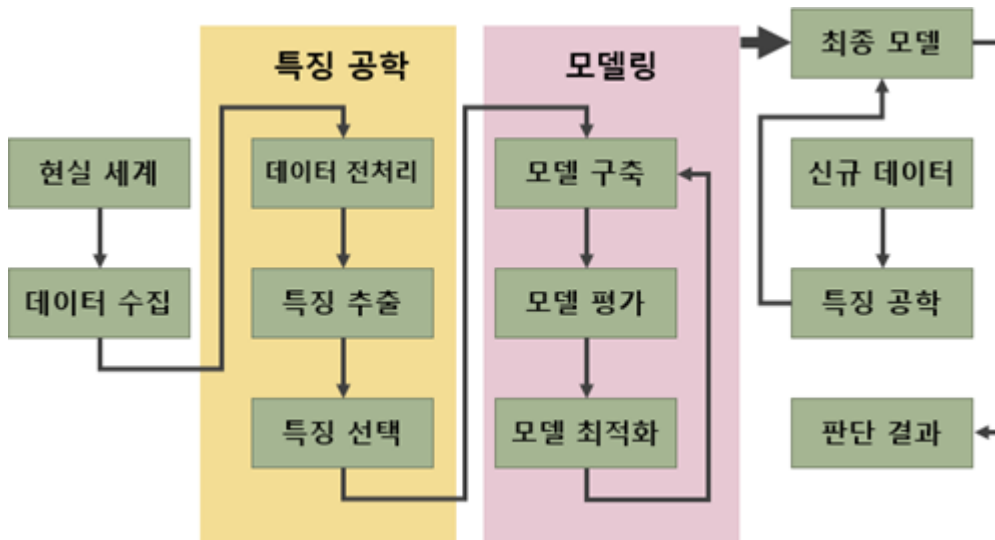 현실 세계
데이터 수집
특징 공학
데이터 전처리
특징 추출
특징 선택
모델링
모델 구축
모델 평가
모델 최적화
최종 모델
신규 데이터
특징 공학
판단 결과